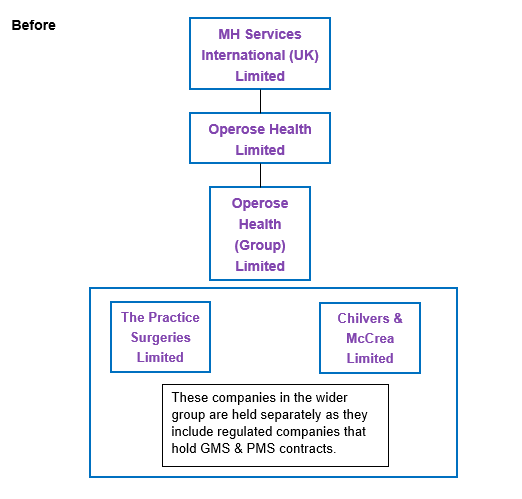 Before
MH Services
International (UK)
Limited
Operose Health
Limited
Operose
Health
(Group)
Limited
The Practice
Surgeries
Limited
Chilvers &
McCrea
Limited
These companies in the wider
group are held separately as they
include regulated companies that
hold GMS & PMS contracts.